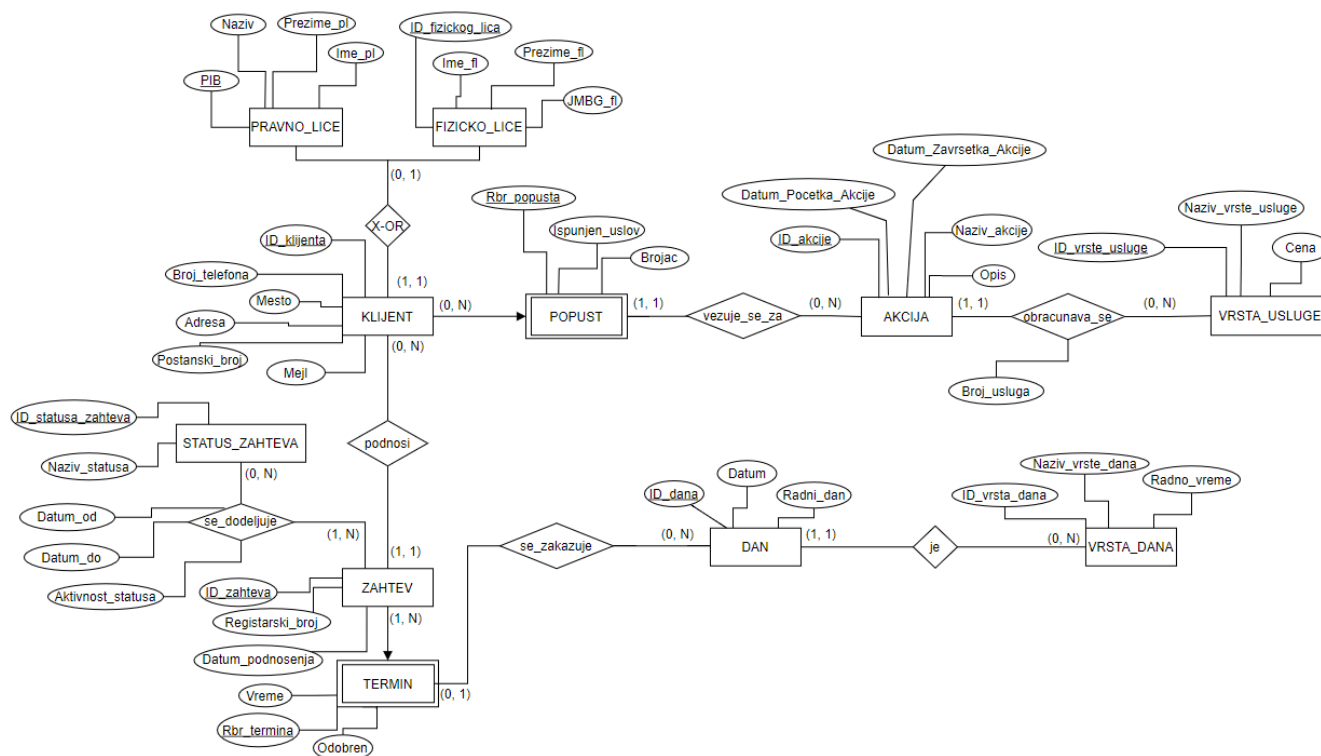 Naziv
Prezime_pl
ID_fizickog_lica
Ime_pl
Ime_fl
Prezime_fl
PIB
JMBG_fl
PRAVNO_LICE
FIZICKO_LICE
(0, 1)
X-OR
(1, 1)
ID_klijenta
Broj_telefona
Mesto
Adresa
Postanski_broj
Mejl
KLIJENT
(0, N)
(0, N)
Rbr_popusta
Ispunjen_uslov
Brojac
POPUST
(1, 1)
vezuje_se_za
(0, N)
Datum_Zavrsetka_Akcije
Datum_Pocetka_Akcije
ID_akcije
Naziv_akcije
Opis
AKCIJA
(1, 1)
obracunava_se
(0, N)
Broj_usluga
Naziv_vrste_usluge
ID_vrste_usluge
Cena
VRSTA_USLUGE
ID_statusa_zahteva
STATUS_ZAHTEVA
Naziv_statusa
(0, N)
podnosi
Datum_od
se_dodeljuje
(1, N)
Datum_do
Aktivnost_statusa
(1, 1)
ID_zahteva
ZAHTEV
Registarski_broj
(1, N)
Datum_podnosenja
TERMIN
(0, 1)
Vreme
Rbr_termina
Odobren
se_zakazuje
(0, N)
ID_dana
Datum
Radni_dan
DAN
(1, 1)
je
(0, N)
Naziv_vrste_dana
ID_vrsta_dana
Radno_vreme
VRSTA_DANA